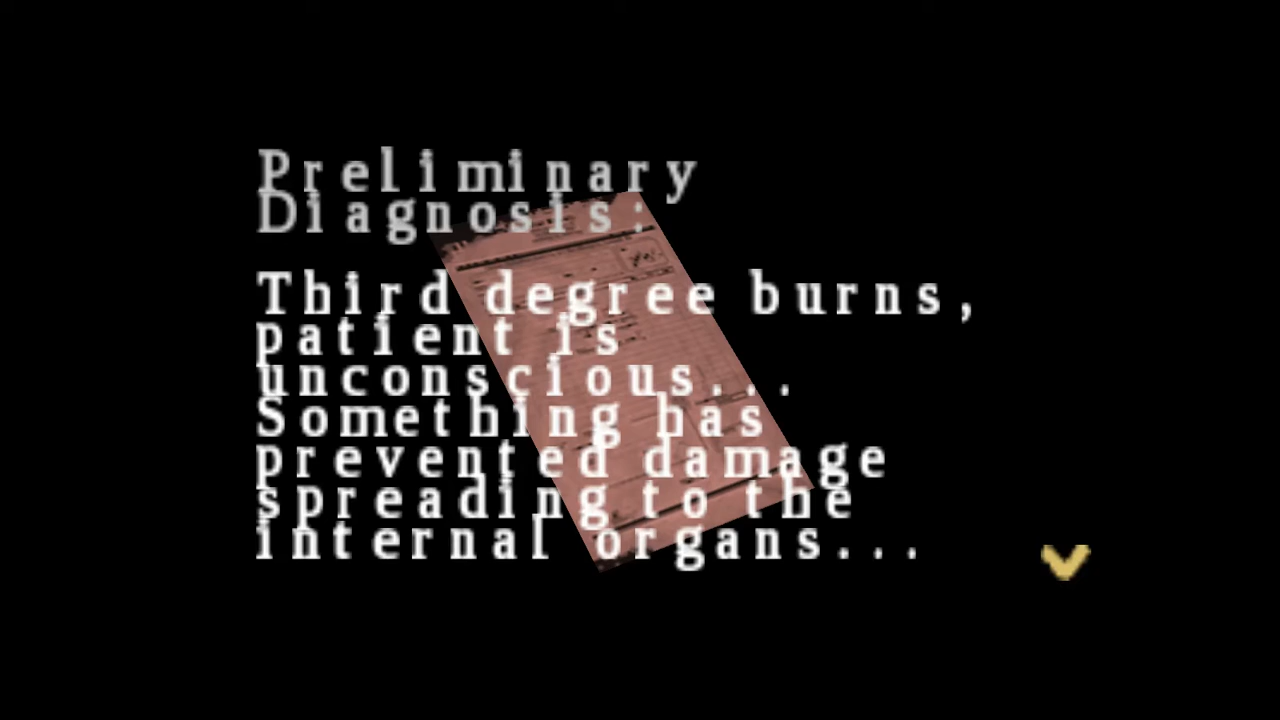 Preliminary
Diagnosis:
Third degree burns,
patient is
unconscious...
Something has
prevented damage
spreading to the
internal organs...